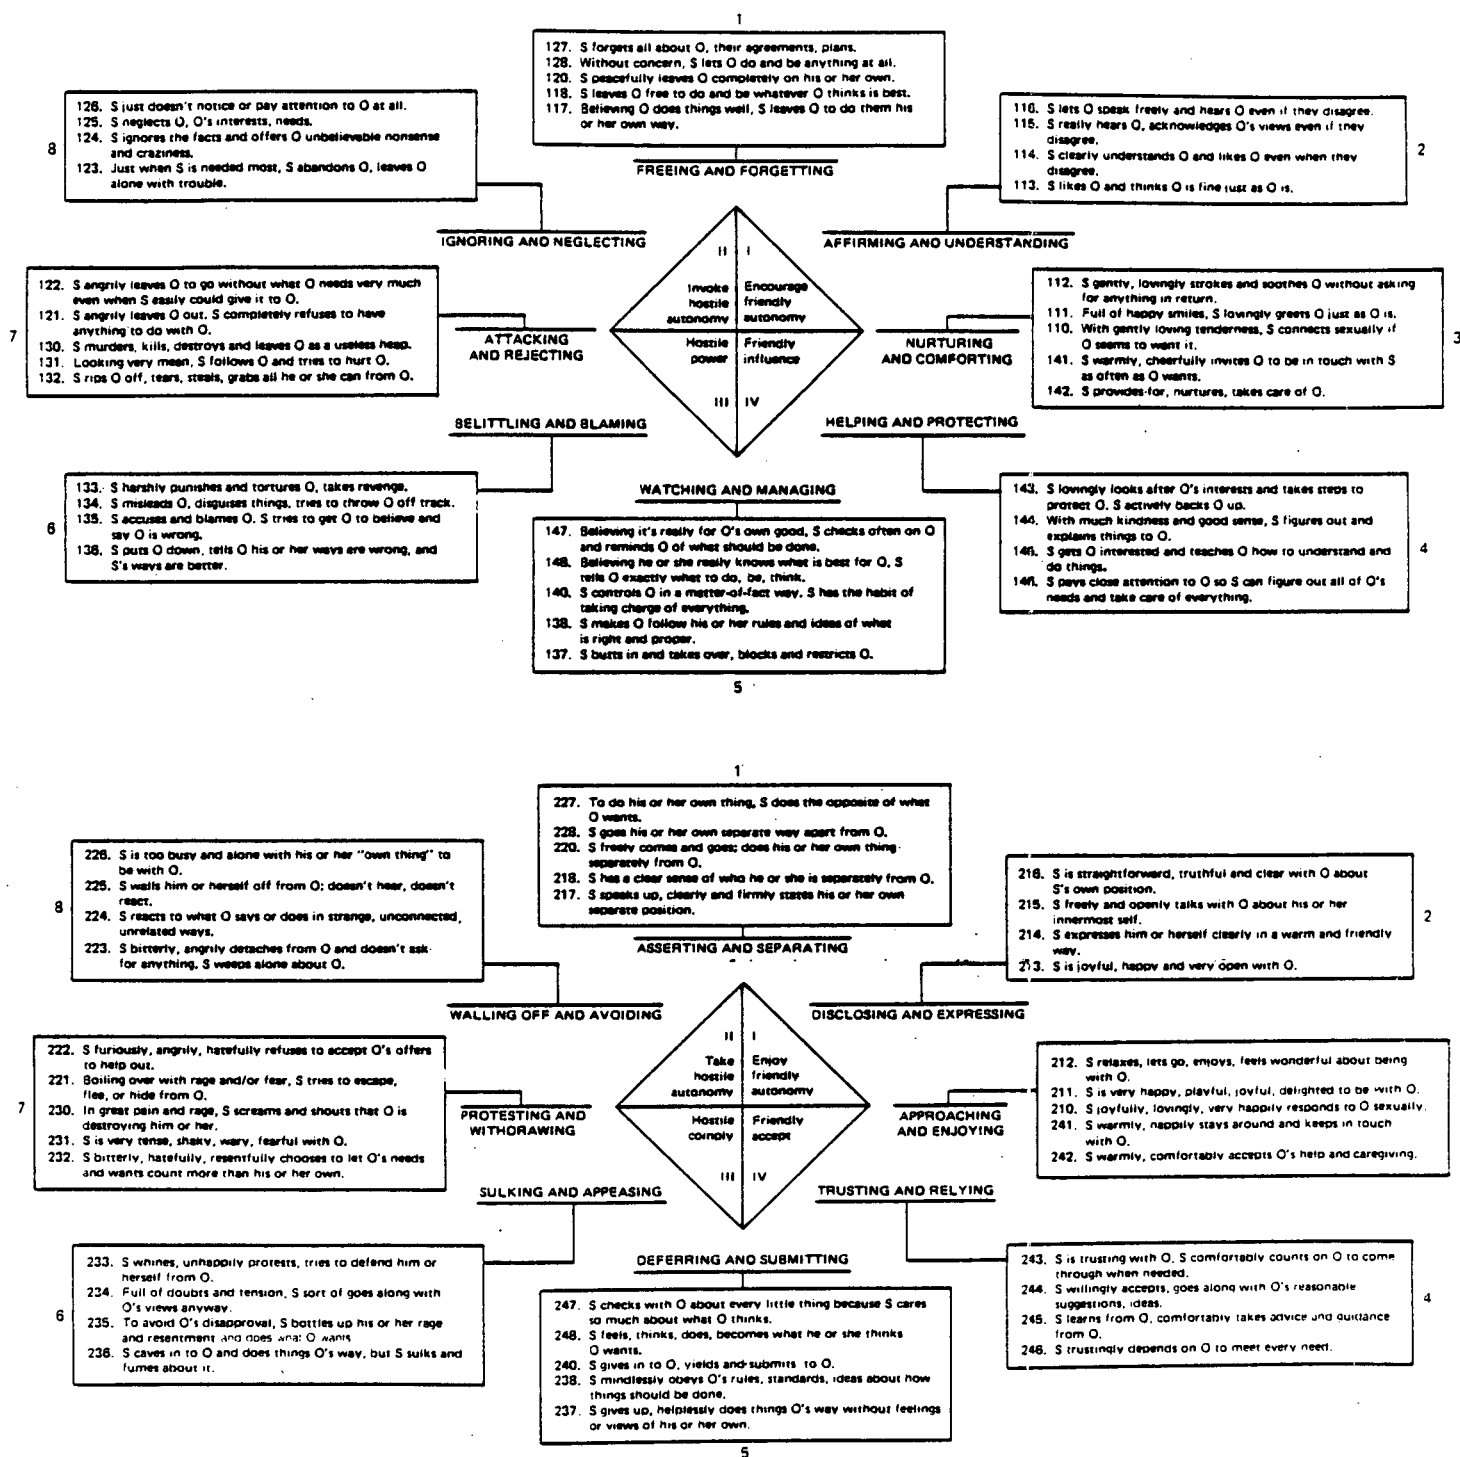 1
127. S forgets all about O, their agreements, plans.
128. Without concern, S lets O do and be anything at all.
120. S peacefully leaves O completely on his or her own.
118. S leaves O free to do and be whatever O thinks is best.
117. Believing O does things well, S leaves O to do them his
or her own way.
FREEING AND FORGETTING
8
126. S just doesn't notice or pay attention to O at all.
125. S neglects O, O's interests, needs.
124. S ignores the facts and offers O unbelievable nonsense
and craziness.
123. Just when S is needed most, S abandons O, leaves O
alone with trouble.
IGNORING AND NEGLECTING
2
116. S lets O speak freely and hears O even if they disagree.
115. S really hears O, acknowledges O's views even if they
disagree.
114. S clearly understands O and likes O even when they
disagree.
113. S likes O and thinks O is fine just as O is.
AFFIRMING AND UNDERSTANDING
7
122. S angrily leaves O to go without what O needs very much
even when S easily could give it to O.
121. S angrily leaves O out. S completely refuses to have
anything to do with O.
130. S murders, kills, destroys and leaves O as a useless heap.
131. Looking very mean, S follows O and tries to hurt O.
132. S rips O off, tears, steals, grabs all he or she can from O.
ATTACKING
AND REJECTING
II
Invoke
hostile
autonomy
I
Encourage
friendly
autonomy
Hostile
power
III
Friendly
influence
IV
NURTURING
AND COMFORTING
3
112. S gently, lovingly strokes and soothes O without asking
for anything in return.
111. Full of happy smiles, S lovingly greets O just as O is.
110. With gently loving tenderness, S connects sexually if
O seems to want it.
141. S warmly, cheerfully invites O to be in touch with S
as often as O wants.
142. S provides-for, nurtures, takes care of O.
BELITTLING AND BLAMING
6
133. S harshly punishes and tortures O, takes revenge.
134. S misleads O, disguises things, tries to throw O off track.
135. S accuses and blames O. S tries to get O to believe and
say O is wrong.
136. S puts O down, tells O his or her ways are wrong, and
S's ways are better.
HELPING AND PROTECTING
4
143. S lovingly looks after O's interests and takes steps to
protect O. S actively backs O up.
144. With much kindness and good sense, S figures out and
explains things to O.
145. S gets O interested and teaches O how to understand and
do things.
146. S pays close attention to O so S can figure out all of O's
needs and take care of everything.
WATCHING AND MANAGING
147. Believing it's really for O's own good, S checks often on O
and reminds O of what should be done.
148. Believing he or she really knows what is best for O, S
tells O exactly what to do, be, think.
140. S controls O in a matter-of-fact way. S has the habit of
taking charge of everything.
138. S makes O follow his or her rules and ideas of what
is right and proper.
137. S butts in and takes over, blocks and restricts O.
5
1
227. To do his or her own thing, S does the opposite of what
O wants.
228. S goes his or her own separate way apart from O.
220. S freely comes and goes; does his or her own thing
separately from O.
218. S has a clear sense of who he or she is separately from O.
217. S speaks up, clearly and firmly states his or her own
separate position.
ASSERTING AND SEPARATING
8
226. S is too busy and alone with his or her "own thing" to
be with O.
225. S walls him or herself off from O; doesn't hear, doesn't
react.
224. S reacts to what O says or does in strange, unconnected,
unrelated ways.
223. S bitterly, angrily detaches from O and doesn't ask
for anything. S weeps alone about O.
WALLING OFF AND AVOIDING
2
216. S is straightforward, truthful and clear with O about
S's own position.
215. S freely and openly talks with O about his or her
innermost self.
214. S expresses him or herself clearly in a warm and friendly
way.
213. S is joyful, happy and very open with O.
DISCLOSING AND EXPRESSING
7
222. S furiously, angrily, hatefully refuses to accept O's offers
to help out.
221. Boiling over with rage and/or fear, S tries to escape,
flee, or hide from O.
230. In great pain and rage, S screams and shouts that O is
destroying him or her.
231. S is very tense, shaky, wary, fearful with O.
232. S bitterly, hatefully, resentfully chooses to let O's needs
and wants count more than his or her own.
PROTESTING AND
WITHDRAWING
II
Take
hostile
autonomy
I
Enjoy
friendly
autonomy
Hostile
comply
III
Friendly
accept
IV
APPROACHING
AND ENJOYING
212. S relaxes, lets go, enjoys, feels wonderful about being
with O.
211. S is very happy, playful, joyful, delighted to be with O.
210. S joyfully, lovingly, very happily responds to O sexually.
241. S warmly, happily stays around and keeps in touch
with O.
242. S warmly, comfortably accepts O's help and caregiving.
SULKING AND APPEASING
6
233. S whines, unhappily protests, tries to defend him or
herself from O.
234. Full of doubts and tension, S sort of goes along with
O's views anyway.
235. To avoid O's disapproval, S bottles up his or her rage
and resentment and does what O wants
236. S caves in to O and does things O's way, but S sulks and
fumes about it.
TRUSTING AND RELYING
4
243. S is trusting with O. S comfortably counts on O to come
through when needed.
244. S willingly accepts, goes along with O's reasonable
suggestions, ideas.
245. S learns from O, comfortably takes advice and guidance
from O.
246. S trustingly depends on O to meet every need.
DEFERRING AND SUBMITTING
247. S checks with O about every little thing because S cares
so much about what O thinks.
248. S feels, thinks, does, becomes what he or she thinks
O wants.
240. S gives in to O, yields and submits to O.
238. S mindlessly obeys O's rules, standards, ideas about how
things should be done.
237. S gives up, helplessly does things O's way without feelings
or views of his or her own.
5